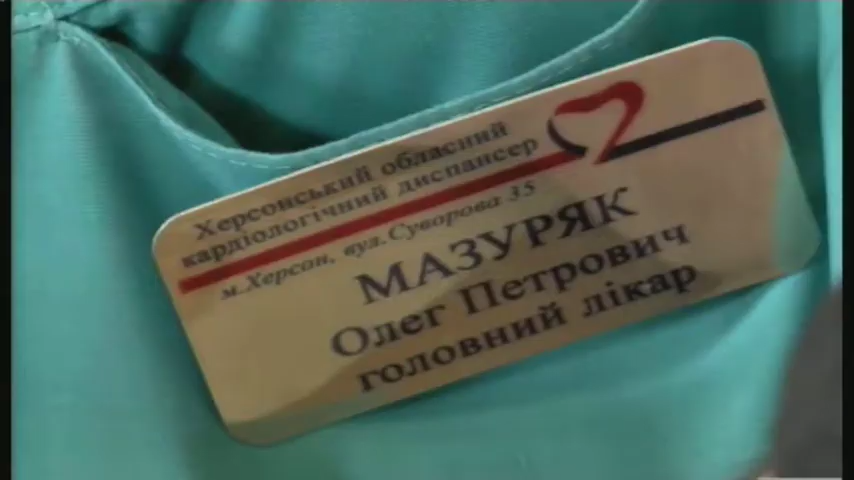 Херсонський обласний
кардіологічний диспансер
м.Херсон, вул.Суворова 35
МАЗУРЯК
Олег Петрович
головний лікар